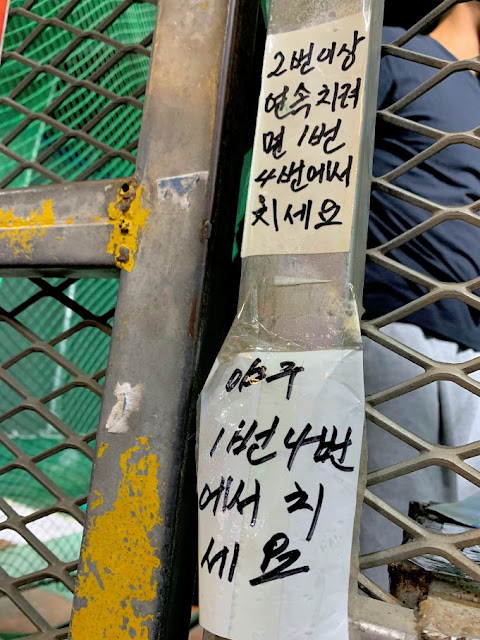 2번이상
연속치려
면 1번
4번에서
치세요
야구
1번 4번
에서 치
세요